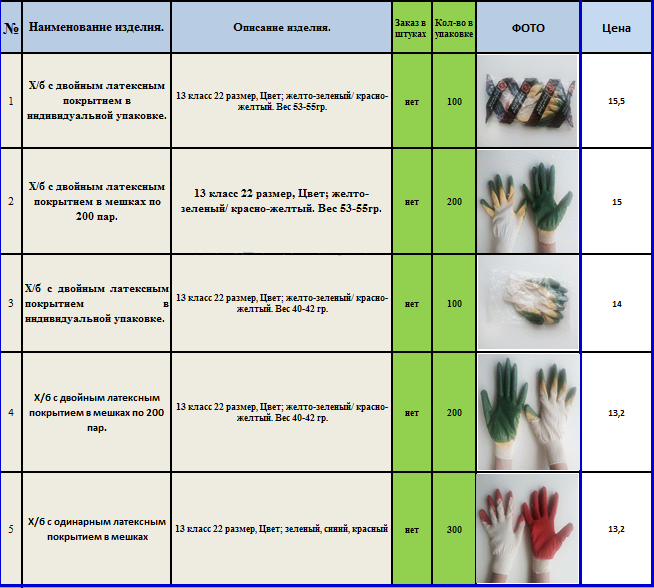 № Наименование изделия. Описание изделия. Заказ в штуках Кол-во в упаковке ФОТО Цена
1 Х/б с двойным латексным покрытием в индивидуальной упаковке. 13 класс 22 размер, Цвет; желто-зеленый/ красно-желтый. Вес 53-55гр. нет 100 15,5
2 Х/б с двойным латексным покрытием в мешках по 200 пар. 13 класс 22 размер, Цвет; желто-зеленый/ красно-желтый. Вес 53-55гр. нет 200 15
3 Х/б с двойным латексным покрытием в индивидуальной упаковке. 13 класс 22 размер, Цвет; желто-зеленый/ красно-желтый. Вес 40-42 гр. нет 100 14
4 Х/б с двойным латексным покрытием в мешках по 200 пар. 13 класс 22 размер, Цвет; желто-зеленый/ красно-желтый. Вес 40-42 гр. нет 200 13,2
5 Х/б с одинарным латексным покрытием в мешках 13 класс 22 размер, Цвет; зеленый, синий, красный нет 300 13,2